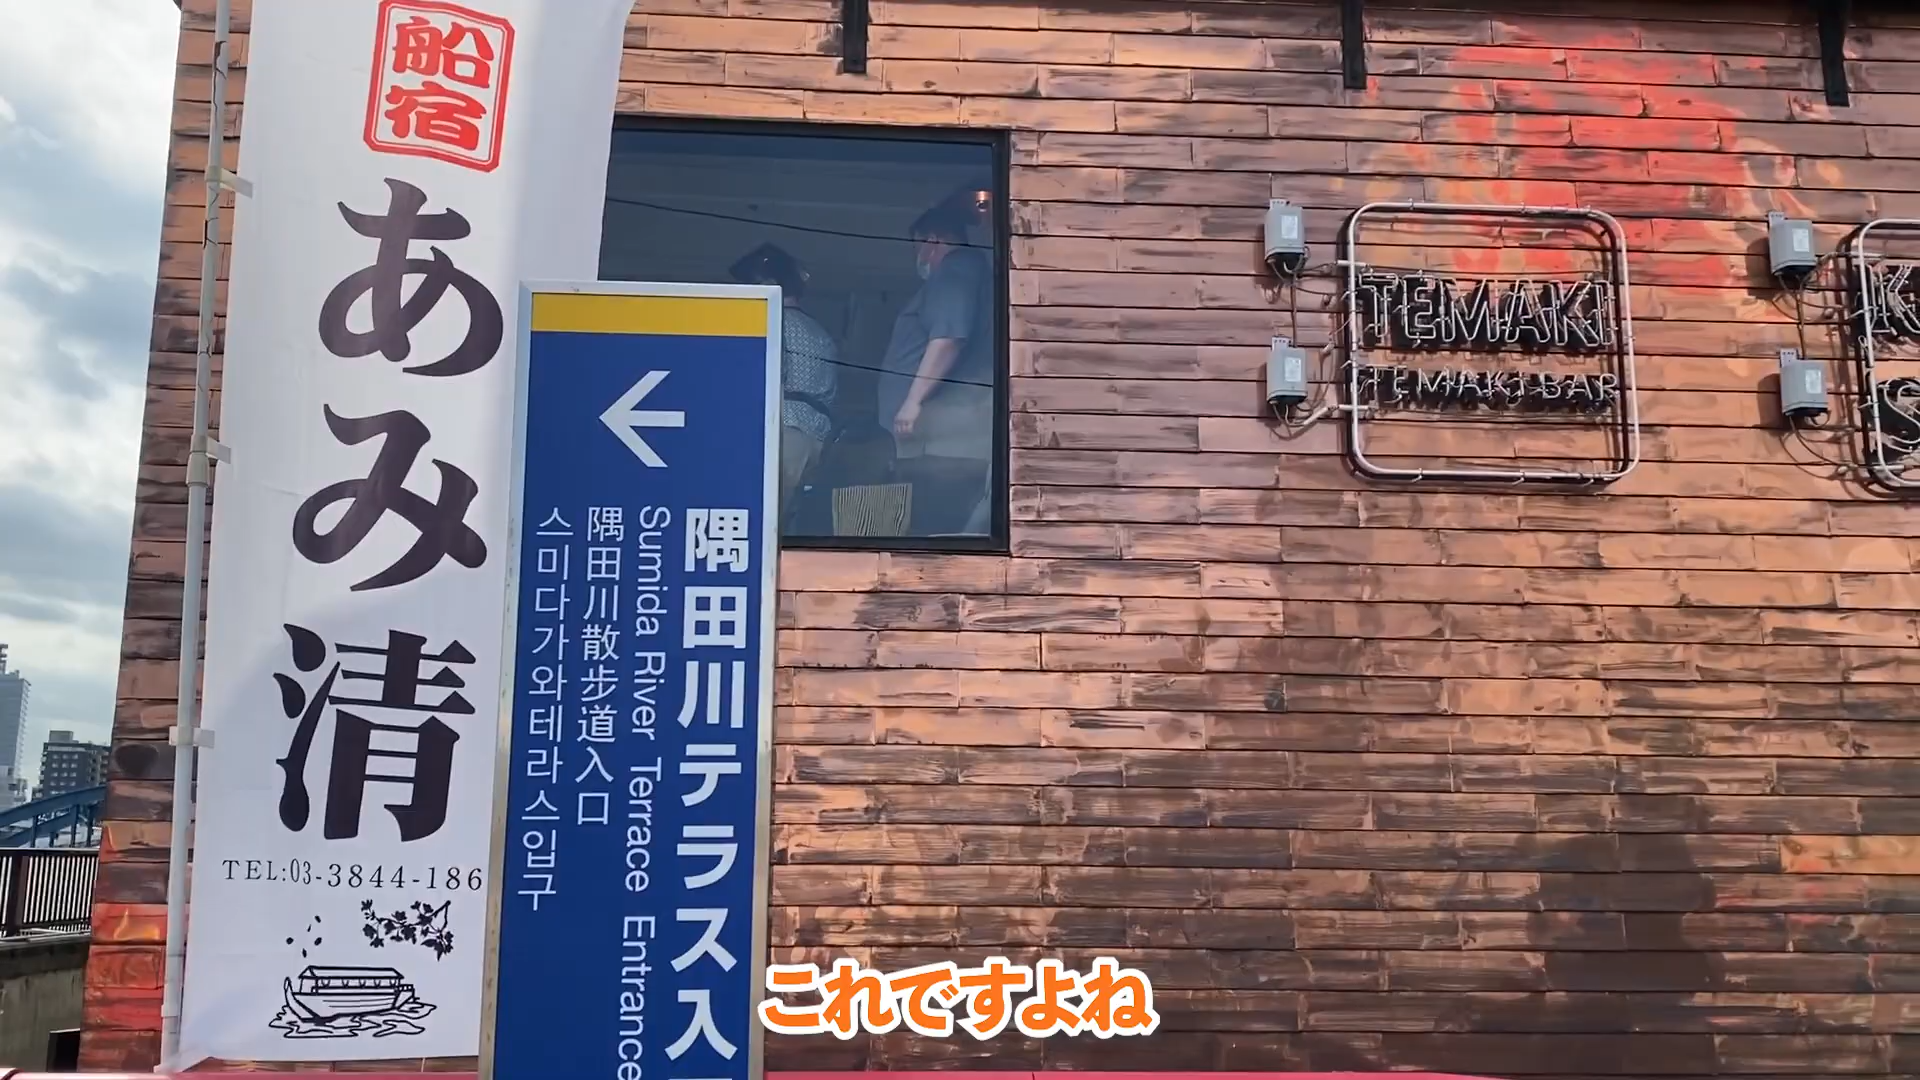 船宿
あみ清
TEL:03-3844-186
隅田川テラス入
Sumida River Terrace Entrance
隅田川散步道入口
스미다가와테라스입구
TEMAKI
TEMAKI BAR
K
S
これですよね